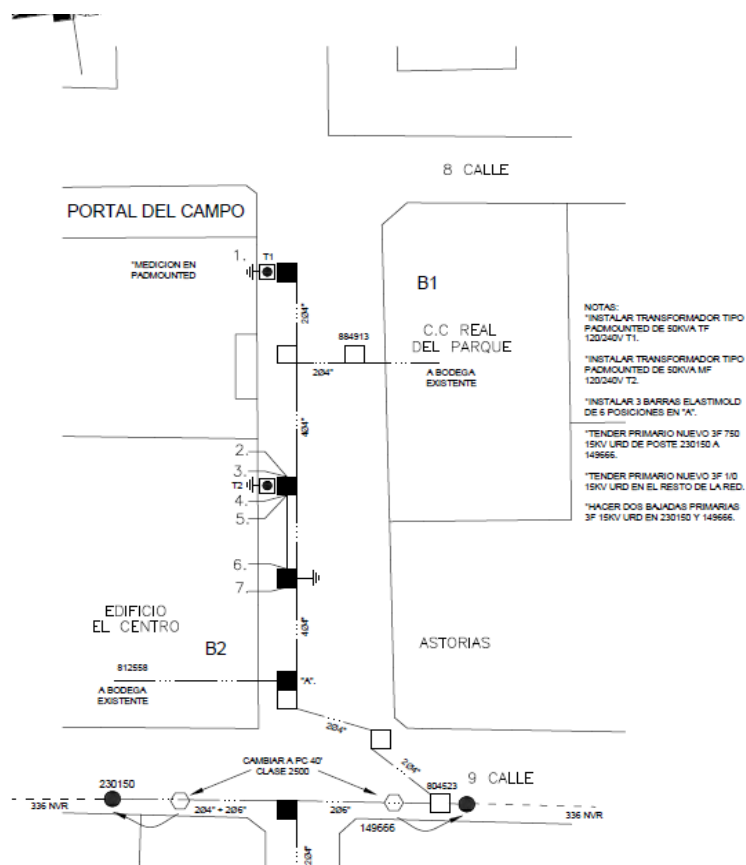 8 CALLE
PORTAL DEL CAMPO
*MEDICION EN
PADMOUNTED
1.
T1
2Ø4"
B1
884913
C.C REAL
DEL PARQUE
2Ø4"
A BODEGA
EXISTENTE
NOTAS:
*INSTALAR TRANSFORMADOR TIPO
PADMOUNTED DE 50KVA TF
120/240V T1.
*INSTALAR TRANSFORMADOR TIPO
PADMOUNTED DE 50KVA MF
120/240V T2.
*INSTALAR 3 BARRAS ELASTIMOLD
DE 6 POSICIONES EN "A".
*TENDER PRIMARIO NUEVO 3F 750
15KV URD DE POSTE 230150 A
149666.
*TENDER PRIMARIO NUEVO 3F 1/0
15KV URD EN EL RESTO DE LA RED.
*HACER DOS BAJADAS PRIMARIAS
3F 15KV URD EN 230150 Y 149666.
4Ø4"
2.
3.
T2
4.
5.
6.
7.
4Ø4"
EDIFICIO
EL CENTRO
B2
ASTORIAS
812558
"A".
A BODEGA
EXISTENTE
2Ø4"
2Ø4"
CAMBIAR A PC 40'
CLASE 2500
230150
804523
9 CALLE
336 NVR
2Ø4" + 2Ø6"
2Ø6"
149666
336 NVR
2Ø4"